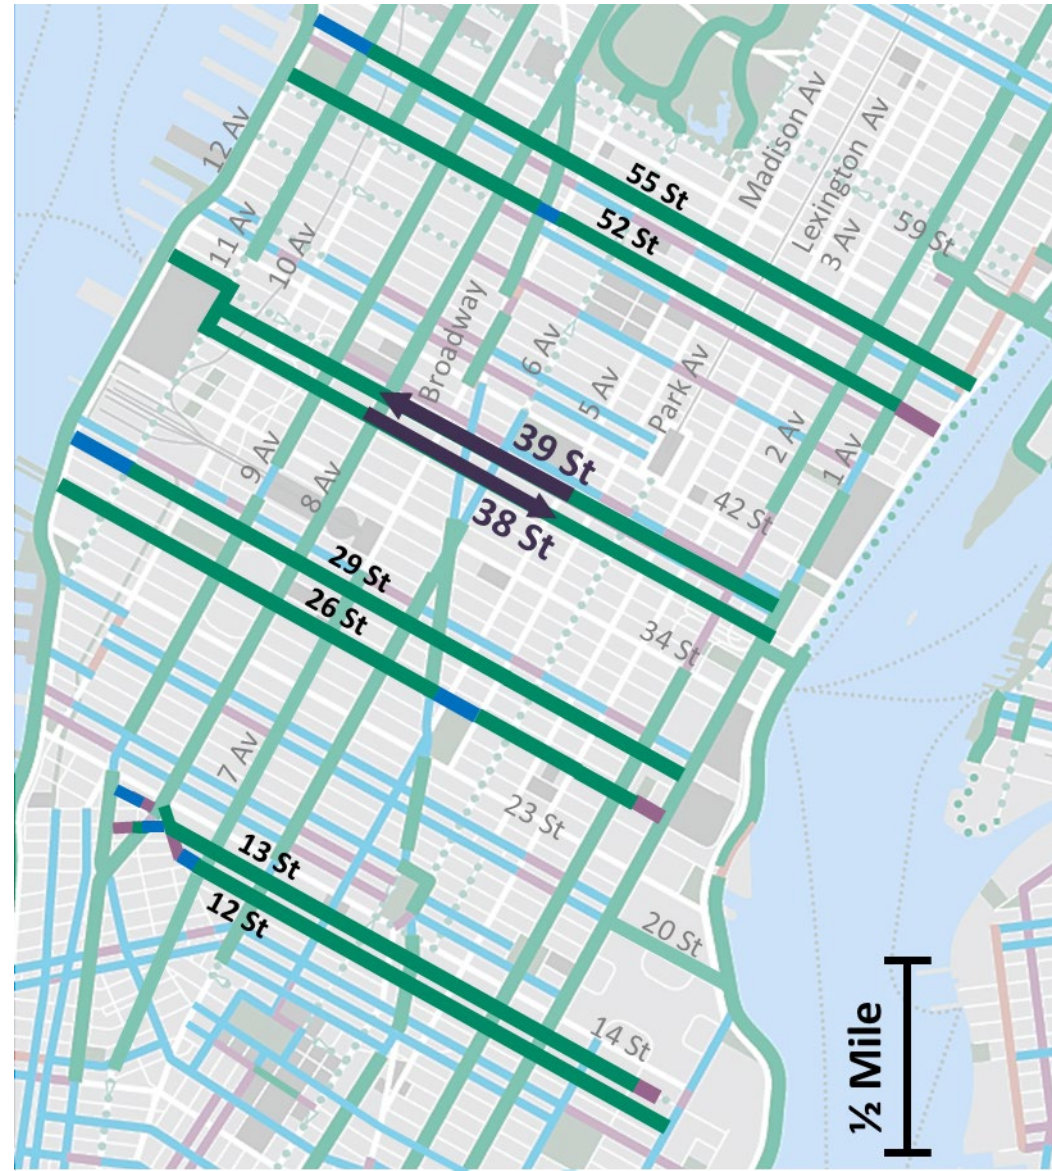 12 Av
Madison Av
Lexington Av
55 St
52 St
3 Av
59 St
11 Av
10 Av
Broadway
6 Av
5 Av
Park Av
39 St
2 Av
1 Av
9 Av
8 Av
38 St
42 St
29 St
26 St
34 St
7 Av
23 St
13 St
12 St
20 St
14 St
½ Mile